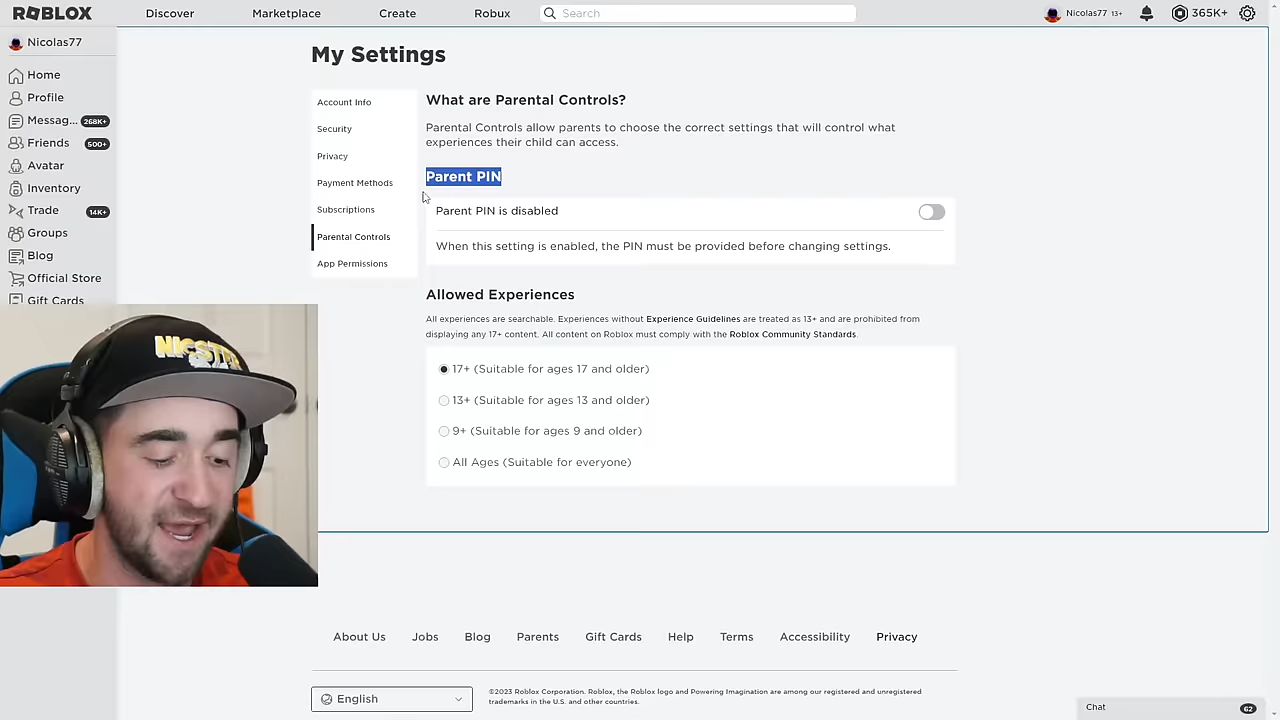 ROBLOX
Discover
Marketplace
Create
Robux
Search
Nicolas77 13+
365K+
Nicolas77
Home
Profile
Messag... 268K+
Friends 500+
Avatar
Inventory
Trade 14K+
Groups
Blog
Official Store
Gift Cards
My Settings
Account Info
Security
Privacy
Payment Methods
Subscriptions
Parental Controls
App Permissions
What are Parental Controls?
Parental Controls allow parents to choose the correct settings that will control what
experiences their child can access.
Parent PIN
Parent PIN is disabled
When this setting is enabled, the PIN must be provided before changing settings.
Allowed Experiences
All experiences are searchable. Experiences without Experience Guidelines are treated as 13+ and are prohibited from
displaying any 17+ content. All content on Roblox must comply with the Roblox Community Standards.
17+ (Suitable for ages 17 and older)
13+ (Suitable for ages 13 and older)
9+ (Suitable for ages 9 and older)
All Ages (Suitable for everyone)
About Us
Jobs
Blog
Parents
Gift Cards
Help
Terms
Accessibility
Privacy
English
©2023 Roblox Corporation. Roblox, the Roblox logo and Powering Imagination are among our registered and unregistered
trademarks in the U.S. and other countries.
Chat
62